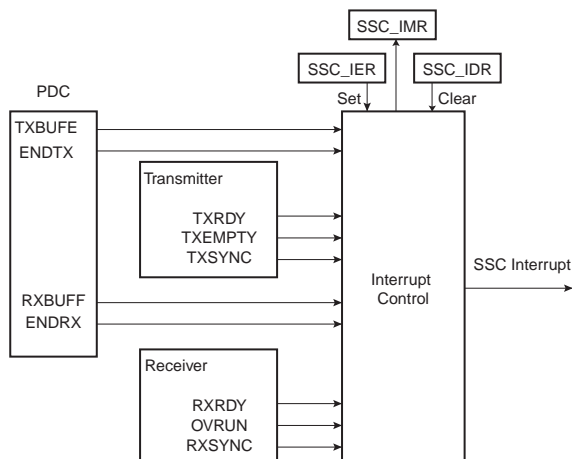 SSC_IMR
SSC_IER
SSC_IDR
PDC
Set
Clear
TXBUFE
ENDTX
Transmitter
TXRDY
TXEMPTY
TXSYNC
SSC Interrupt
Interrupt
Control
RXBUFF
ENDRX
Receiver
RXRDY
OVRUN
RXSYNC